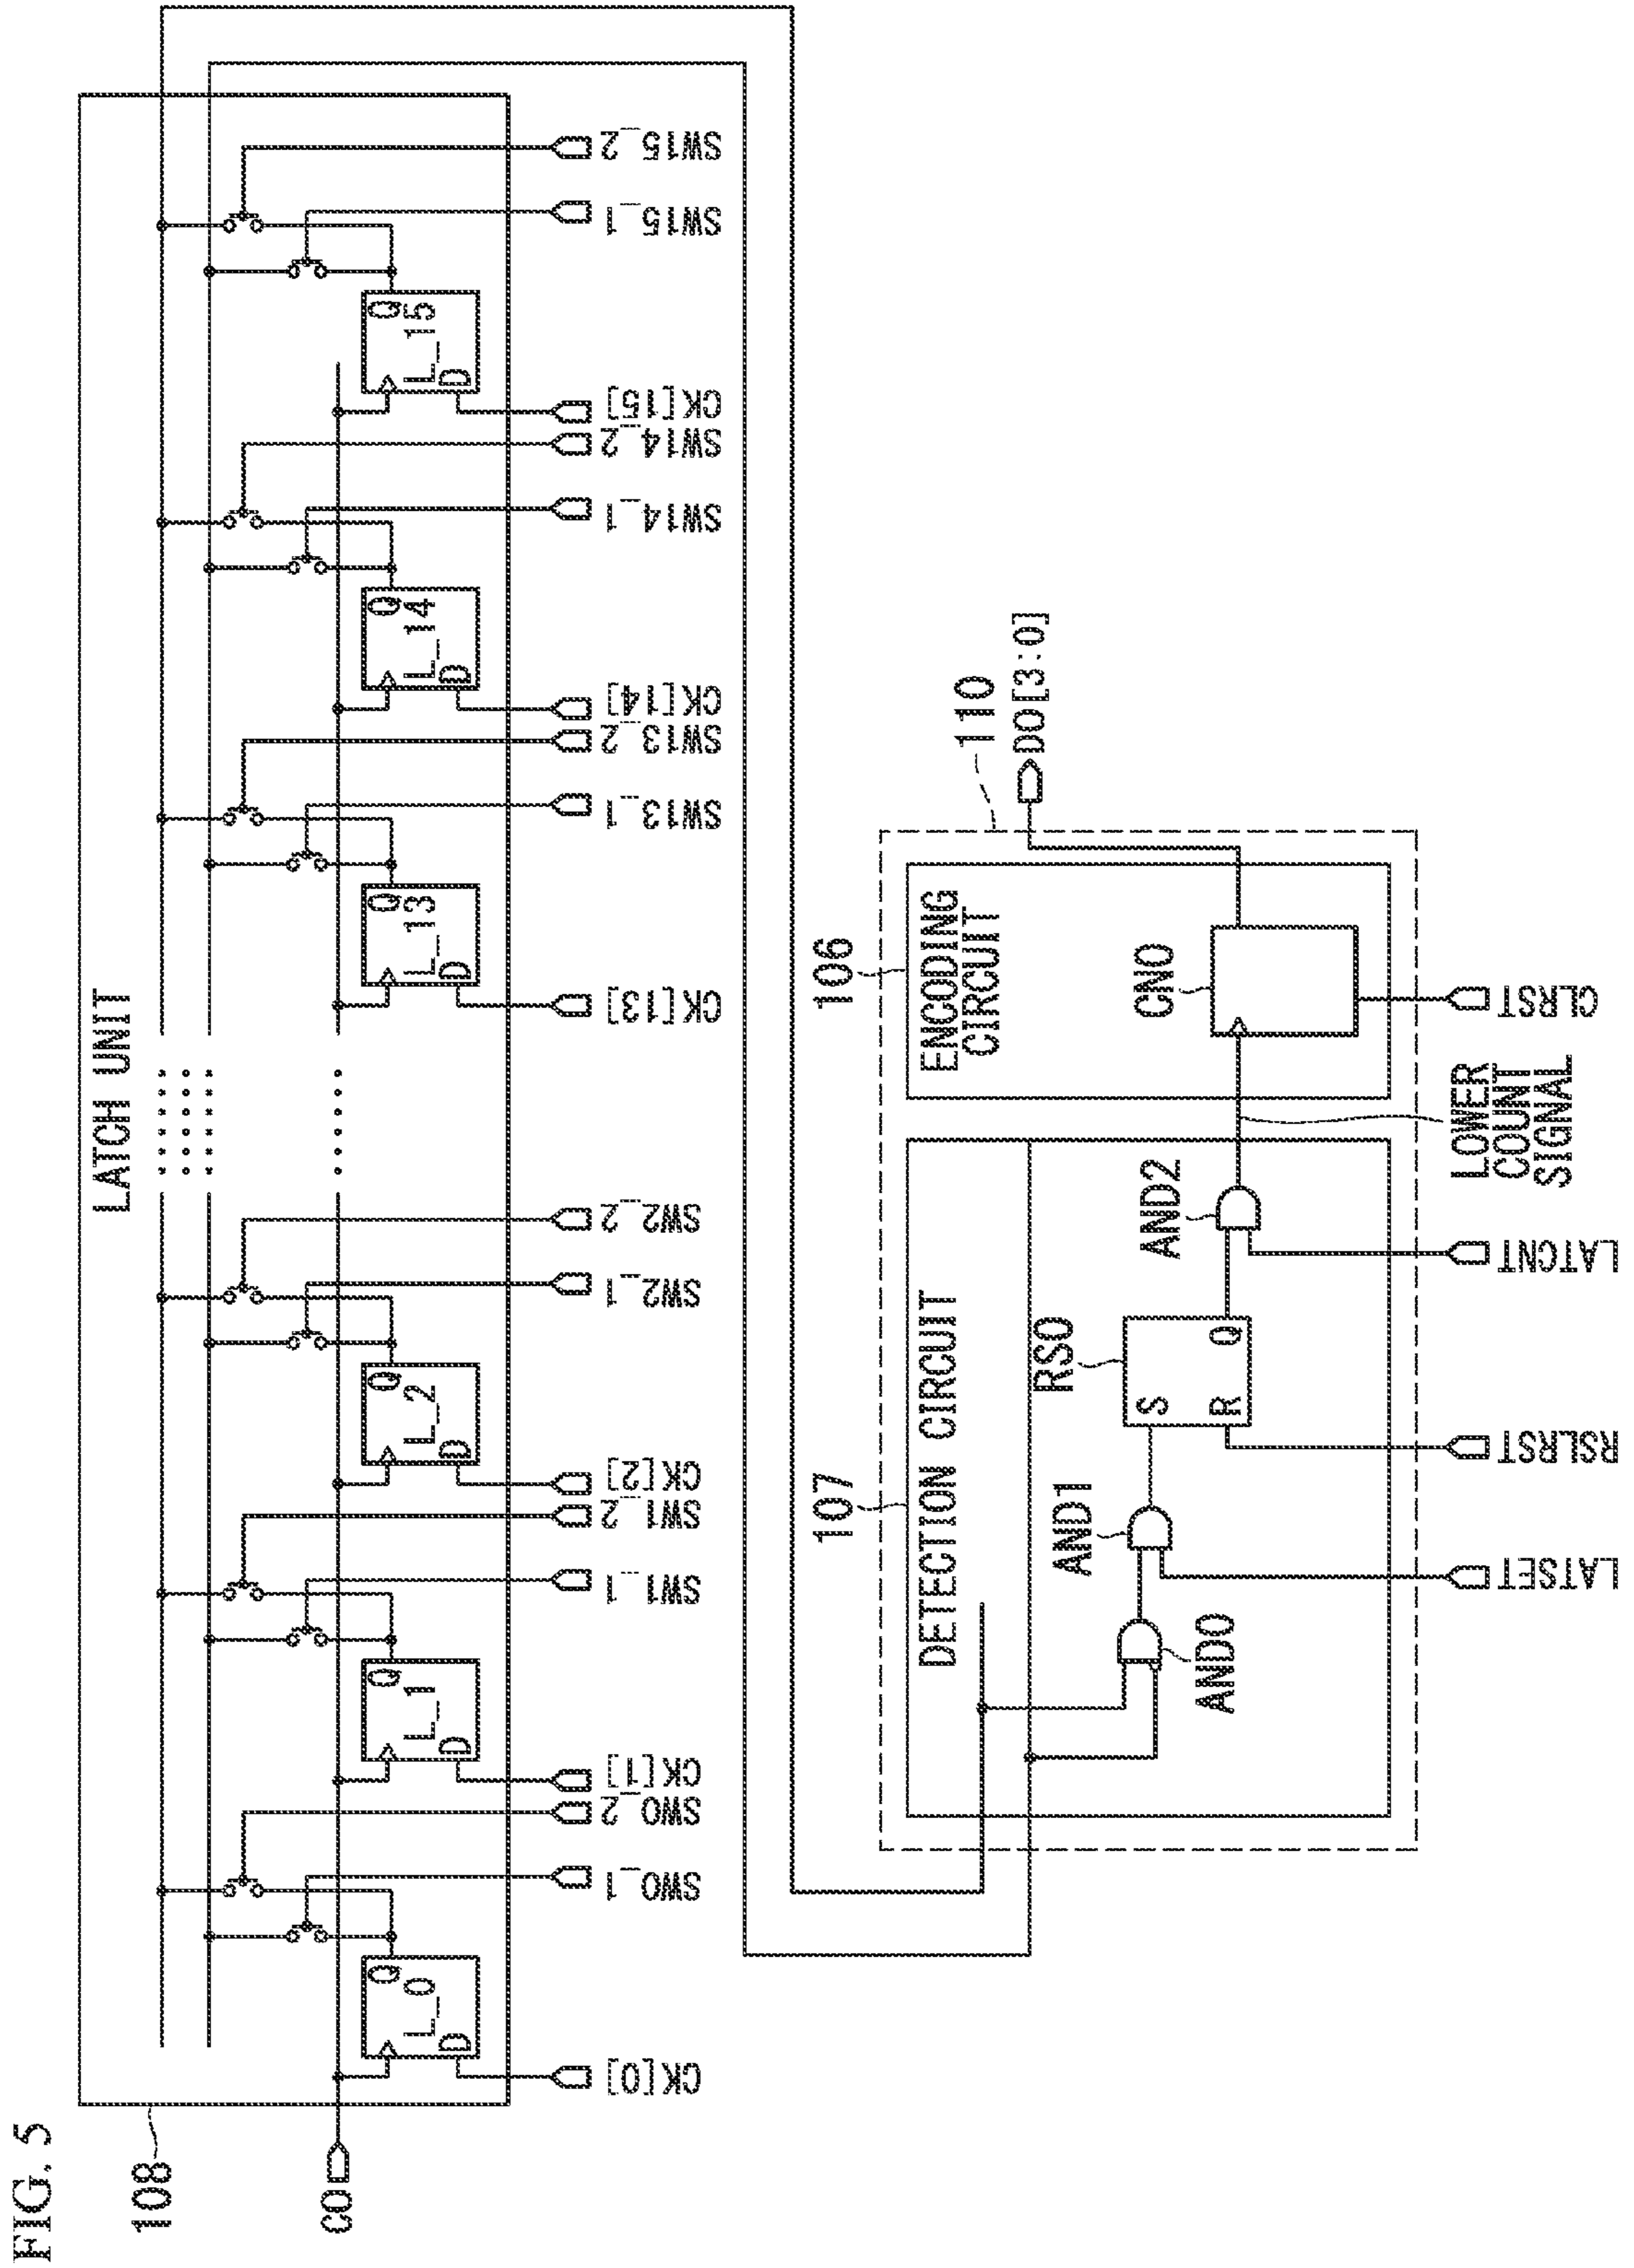 FIG. 5
108
LATCH UNIT
CO
Q
L_0
D
Q
L_1
D
Q
L_2
D
Q
L_13
D
Q
L_14
D
Q
L_15
D
CK[0]
SW0_1
SW0_2
CK[1]
SW1_1
SW1_2
CK[2]
SW2_1
SW2_2
CK[13]
SW13_1
SW13_2
CK[14]
SW14_1
SW14_2
CK[15]
SW15_1
SW15_2
107
106
110
DETECTION CIRCUIT
ENCODING
CIRCUIT
DO[3:0]
AND0
AND1
RS0
S
R
Q
AND2
CN0
LATSET
RSLRST
LATCNT
LOWER
COUNT
SIGNAL
CLRST